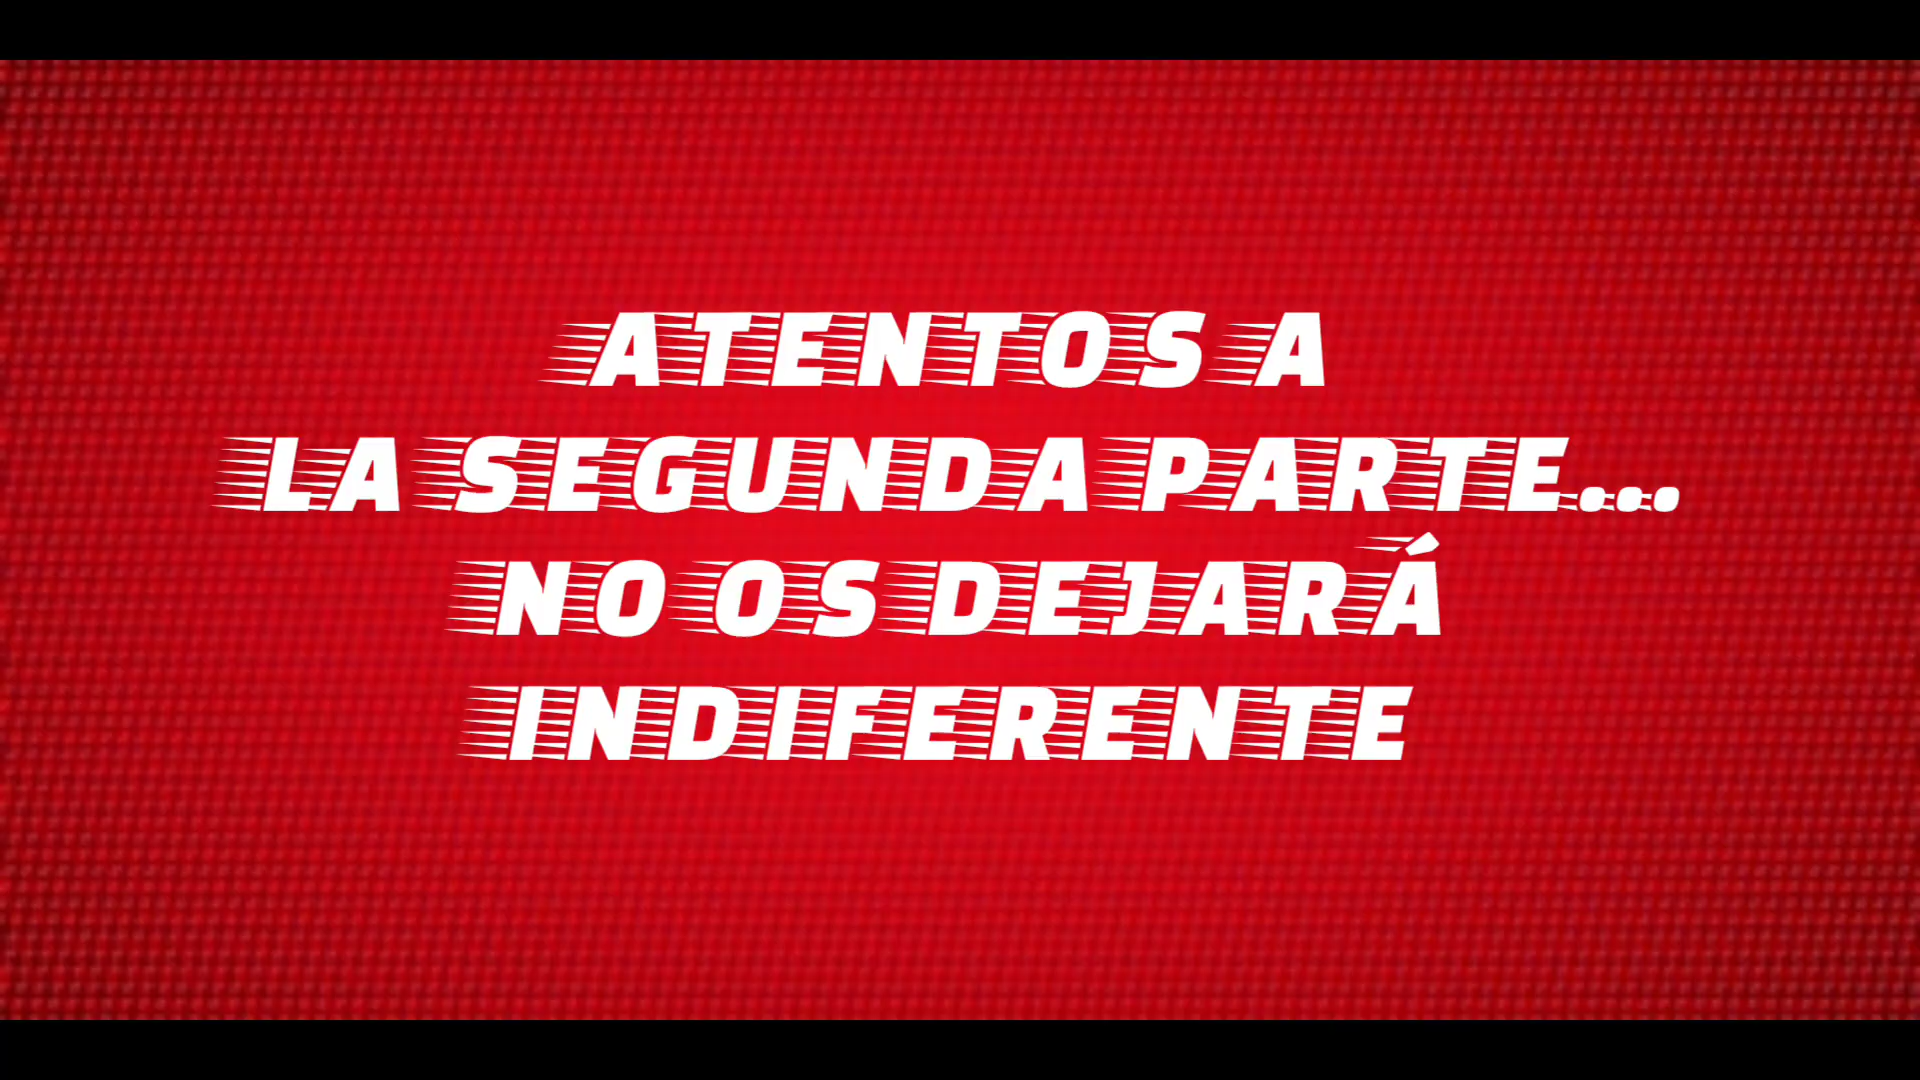 ATENTOS A
LA SEGUNDA PARTE...
NO OS DEJARÁ
INDIFERENTE